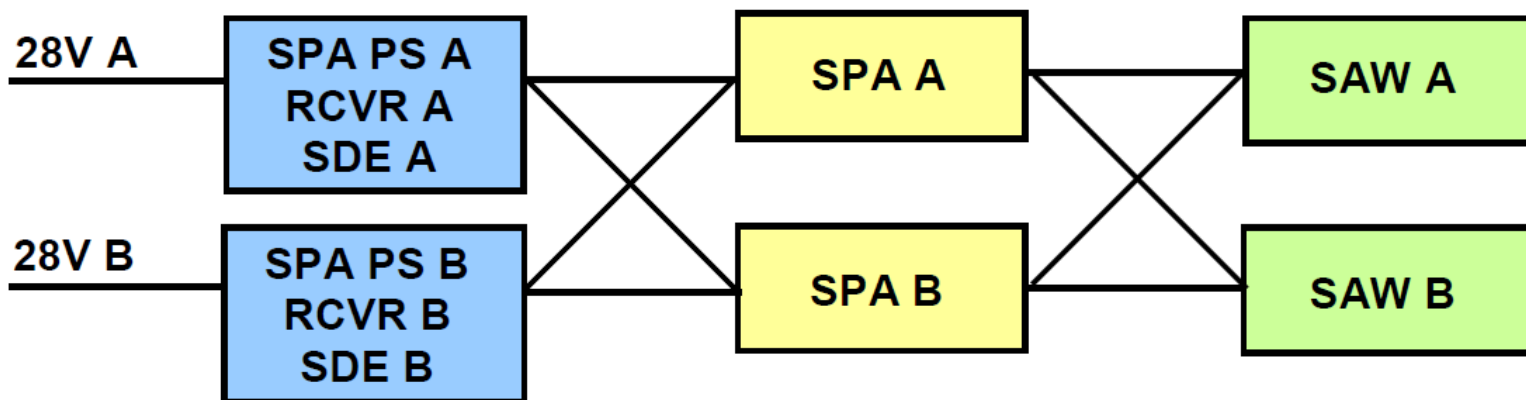 28V A
SPA PS A
RCVR A
SDE A
SPA A
SAW A
28V B
SPA PS B
RCVR B
SDE B
SPA B
SAW B